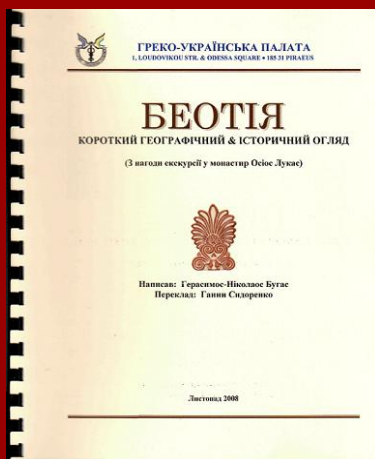 ГРЕКО-УКРАЇНСЬКА ПАЛАТА
1, LOUDOVIKOU STR. & ODESSA SQUARE • 185 31 PIRAEUS
БЕОТІЯ
КОРОТКИЙ ГЕОГРАФІЧНИЙ & ІСТОРИЧНИЙ ОГЛЯД
(З нагоди екскурсії у монастир Осіос Лукас)
Написав: Герасимос-Ніколаос Бугас
Переклад: Ганни Сидоренко
Листопад 2008